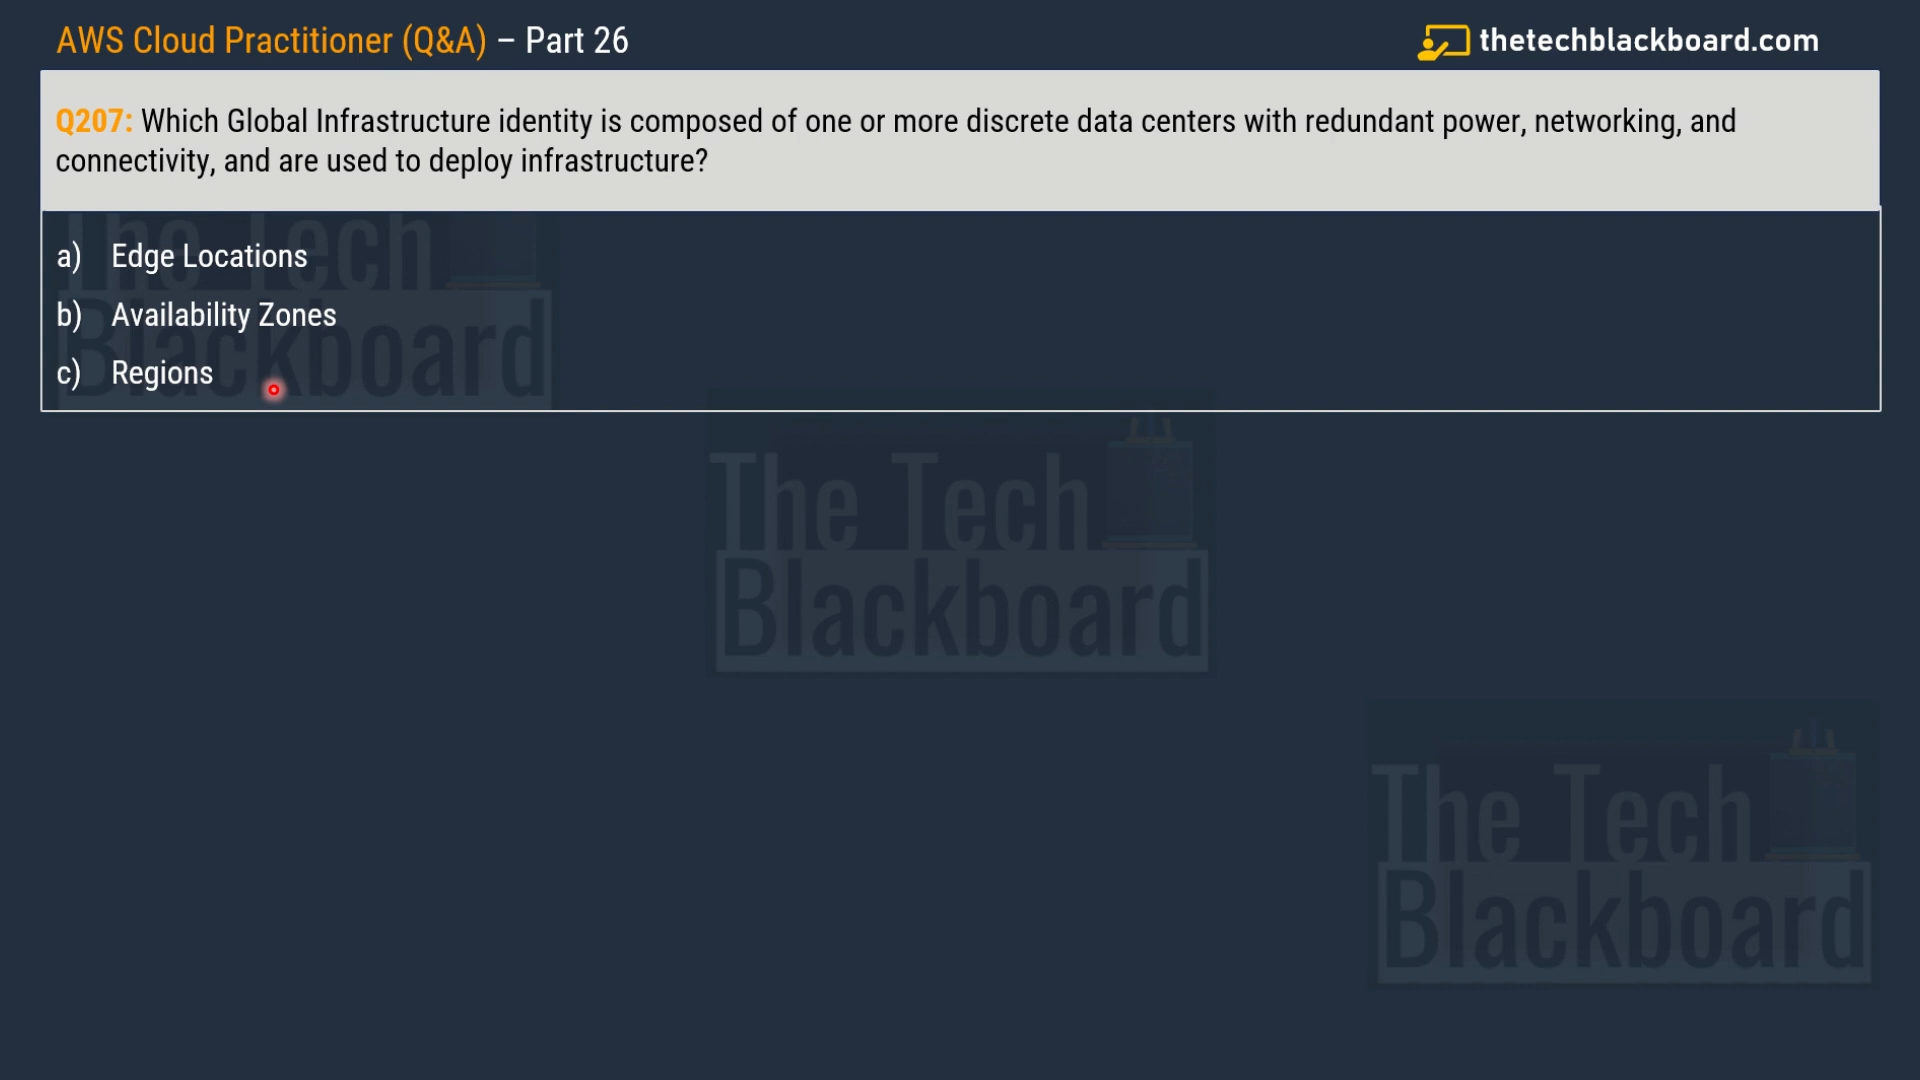 AWS Cloud Practitioner (Q&A) – Part 26
thetechblackboard.com
Q207: Which Global Infrastructure identity is composed of one or more discrete data centers with redundant power, networking, and
connectivity, and are used to deploy infrastructure?
The Tech
Blackboard
a) Edge Locations
b) Availability Zones
c) Regions
The Tech
Blackboard
The Tech
Blackboard